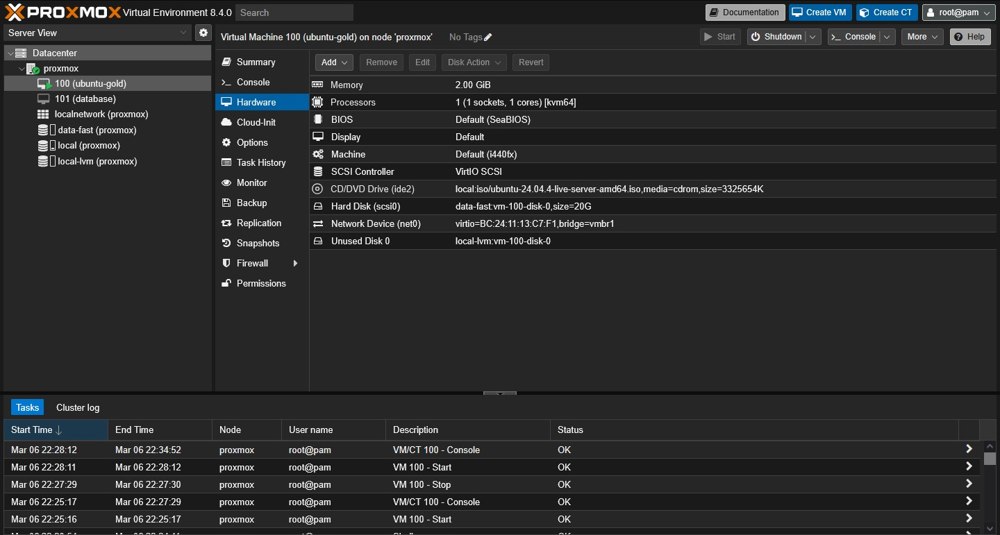 PROXMOX Virtual Environment 8.4.0 Search Documentation Create VM Create CT root@pam
Server View
Datacenter
proxmox
100 (ubuntu-gold)
101 (database)
localnetwork (proxmox)
data-fast (proxmox)
local (proxmox)
local-lvm (proxmox)
Virtual Machine 100 (ubuntu-gold) on node 'proxmox' No Tags Start Shutdown Console More Help
Summary
Console
Hardware
Cloud-Init
Options
Task History
Monitor
Backup
Replication
Snapshots
Firewall
Permissions
Add Remove Edit Disk Action Revert
Memory 2.00 GiB
Processors 1 (1 sockets, 1 cores) [kvm64]
BIOS Default (SeaBIOS)
Display Default
Machine Default (i440fx)
SCSI Controller VirtIO SCSI
CD/DVD Drive (ide2) local:iso/ubuntu-24.04.4-live-server-amd64.iso,media=cdrom,size=3325654K
Hard Disk (scsi0) data-fast:vm-100-disk-0,size=20G
Network Device (net0) virtio=BC:24:11:13:C7:F1,bridge=vmbr1
Unused Disk 0 local-lvm:vm-100-disk-0
Tasks Cluster log
Start Time End Time Node User name Description Status
Mar 06 22:28:12 Mar 06 22:34:52 proxmox root@pam VM/CT 100 - Console OK
Mar 06 22:28:11 Mar 06 22:28:12 proxmox root@pam VM 100 - Start OK
Mar 06 22:27:29 Mar 06 22:27:30 proxmox root@pam VM 100 - Stop OK
Mar 06 22:25:17 Mar 06 22:27:29 proxmox root@pam VM/CT 100 - Console OK
Mar 06 22:25:16 Mar 06 22:25:17 proxmox root@pam VM 100 - Start OK